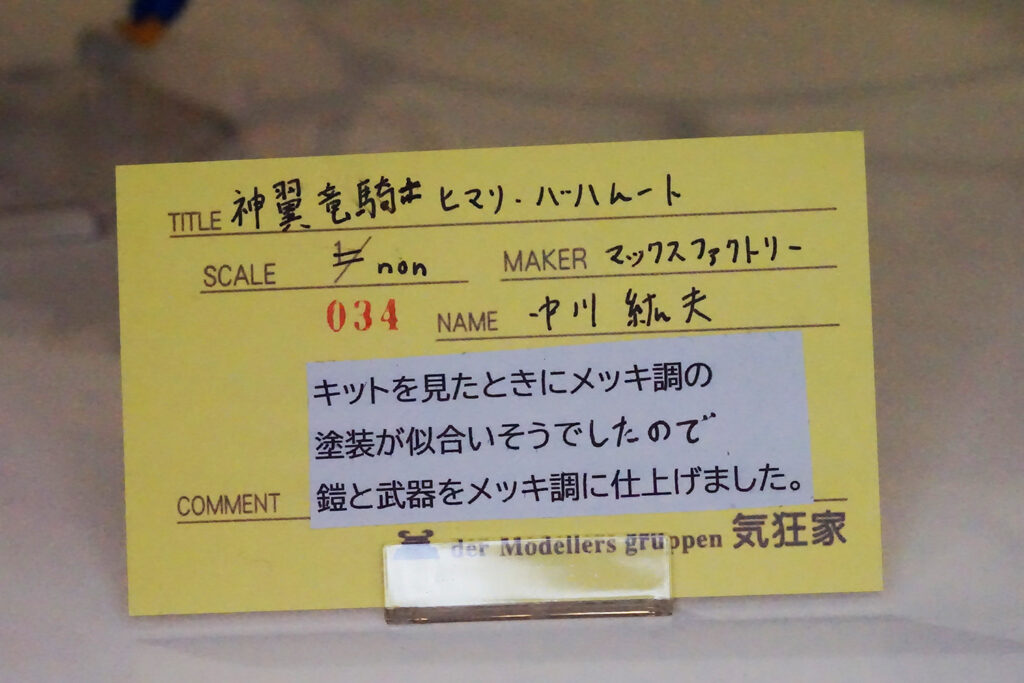 TITLE 神翼竜騎士 ヒマリ・バハムート
SCALE 1/ non MAKER マックスファクトリー
034 NAME 中川 紘夫
キットを見たときにメッキ調の
塗装が似合いそうでしたので
鎧と武器をメッキ調に仕上げました。
COMMENT
der Modellers grüppen 気狂家